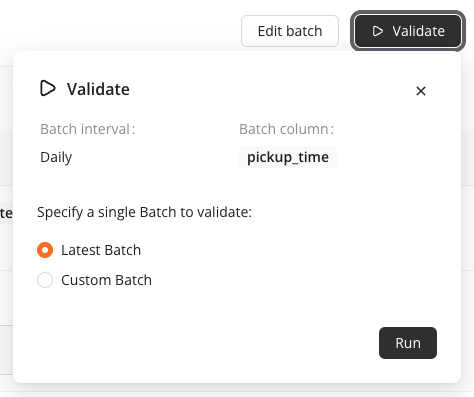 Edit batch
Validate
Validate
Batch interval:
Batch column:
Daily
pickup_time
te
Specify a single Batch to validate:
Latest Batch
Custom Batch
Run